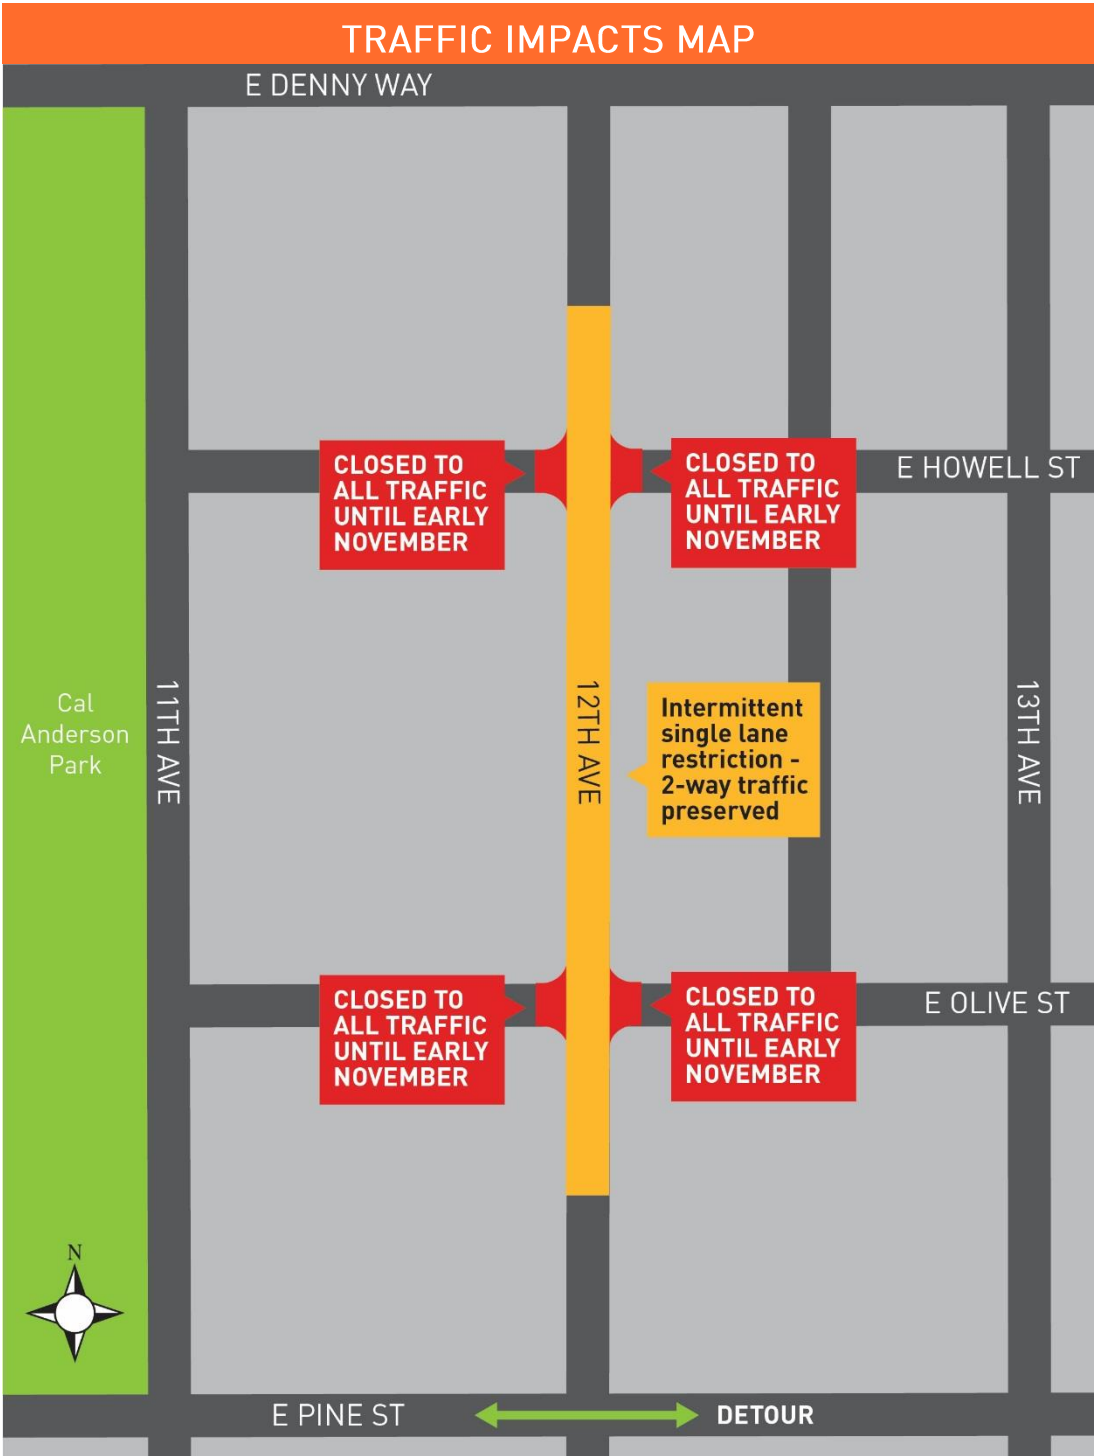 TRAFFIC IMPACTS MAP
E DENNY WAY
CLOSED TO
ALL TRAFFIC
UNTIL EARLY
NOVEMBER
CLOSED TO
ALL TRAFFIC
UNTIL EARLY
NOVEMBER
E HOWELL ST
Cal
Anderson
Park
11TH AVE
12TH AVE
Intermittent
single lane
restriction -
2-way traffic
preserved
13TH AVE
CLOSED TO
ALL TRAFFIC
UNTIL EARLY
NOVEMBER
CLOSED TO
ALL TRAFFIC
UNTIL EARLY
NOVEMBER
E OLIVE ST
N
E PINE ST
DETOUR